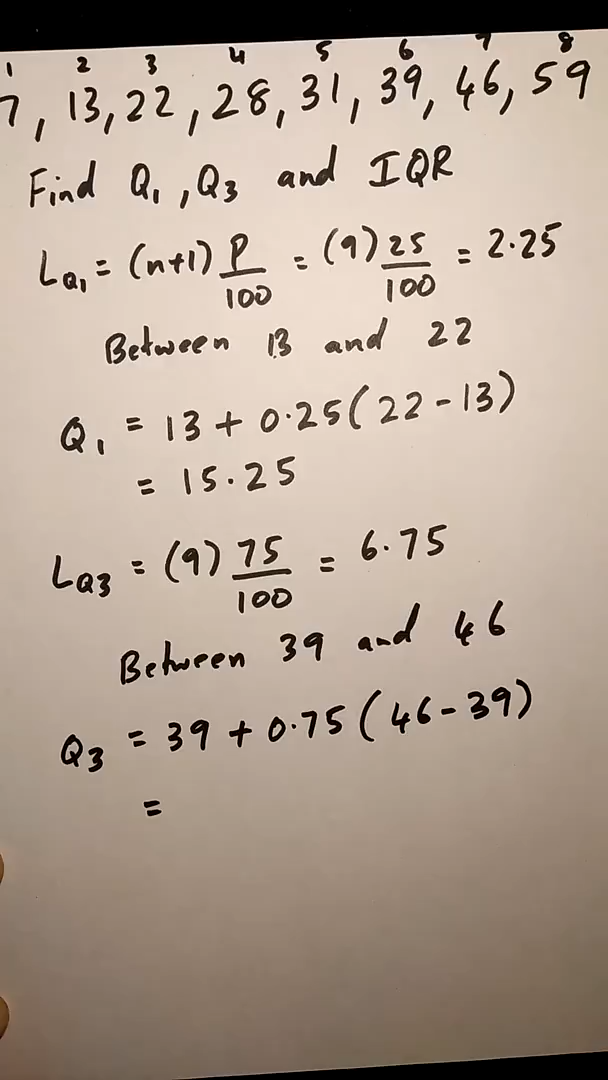 1 2 3 4 5 6 7 8
7, 13, 22, 28, 31, 39, 46, 59
Find Q1, Q3 and IQR
LQ1 = (n+1) P/100 = (9) 25/100 = 2.25
Between 13 and 22
Q1 = 13 + 0.25(22-13)
= 15.25
LQ3 = (9) 75/100 = 6.75
Between 39 and 46
Q3 = 39 + 0.75(46-39)
=